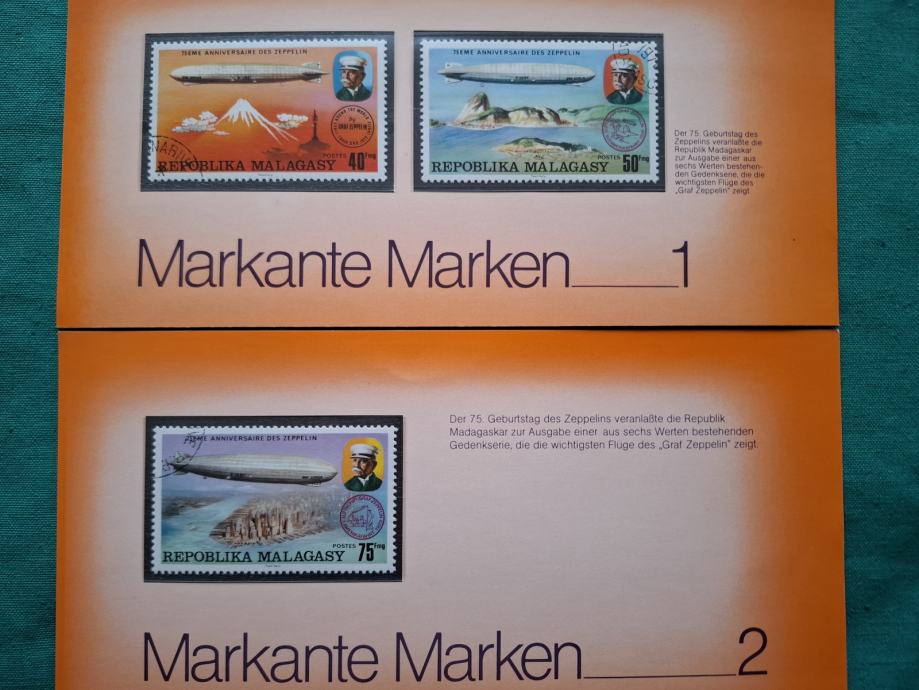 75EME ANNIVERSAIRE DES ZEPPELIN
GRAF ZEPPELIN
POSTES 40 Fmg
REPOBLIKA MALAGASY
75EME ANNIVERSAIRE DES ZEPPELIN
POSTES 50 Fmg
REPOBLIKA MALAGASY
Der 75. Geburtstag des
Zeppelins veranlaßte die
Republik Madagaskar
zur Ausgabe einer aus
sechs Werten bestehen-
den Gedenkserie, die die
wichtigsten Flüge des
„Graf Zeppelin" zeigt.
Markante Marken 1
75EME ANNIVERSAIRE DES ZEPPELIN
POSTES 75 Fmg
REPOBLIKA MALAGASY
Der 75. Geburtstag des Zeppelins veranlaßte die Republik
Madagaskar zur Ausgabe einer aus sechs Werten bestehenden
Gedenkserie, die die wichtigsten Flüge des „Graf Zeppelin" zeigt.
Markante Marken 2